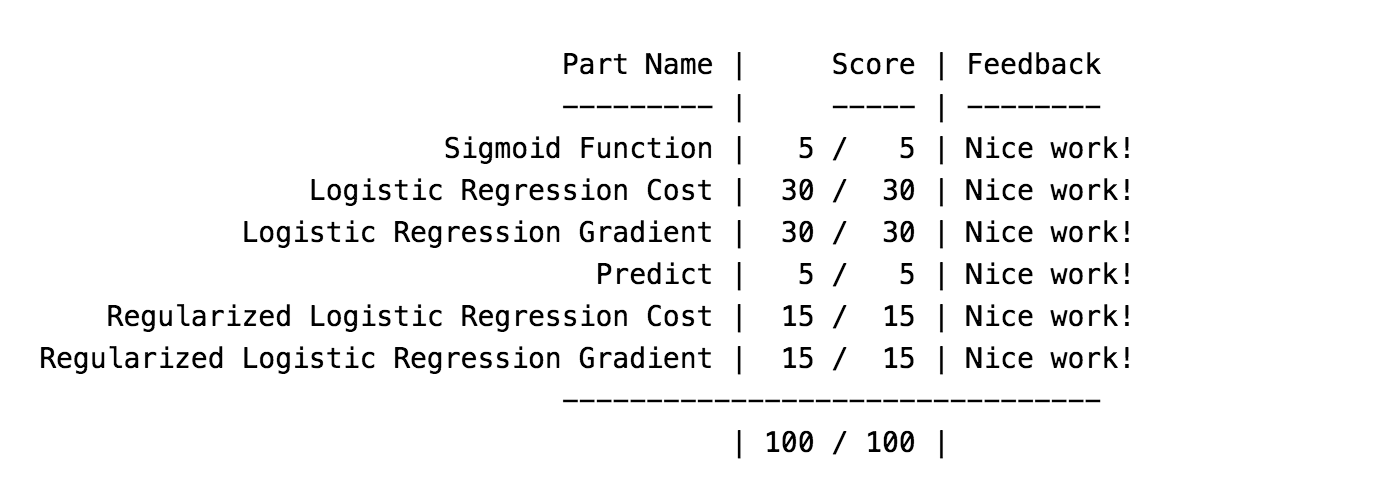 Part Name |     Score | Feedback
--------- |     ----- | --------
Sigmoid Function |   5 /   5 | Nice work!
Logistic Regression Cost |  30 /  30 | Nice work!
Logistic Regression Gradient |  30 /  30 | Nice work!
Predict |   5 /   5 | Nice work!
Regularized Logistic Regression Cost |  15 /  15 | Nice work!
Regularized Logistic Regression Gradient |  15 /  15 | Nice work!
--------------------------------
| 100 / 100 |